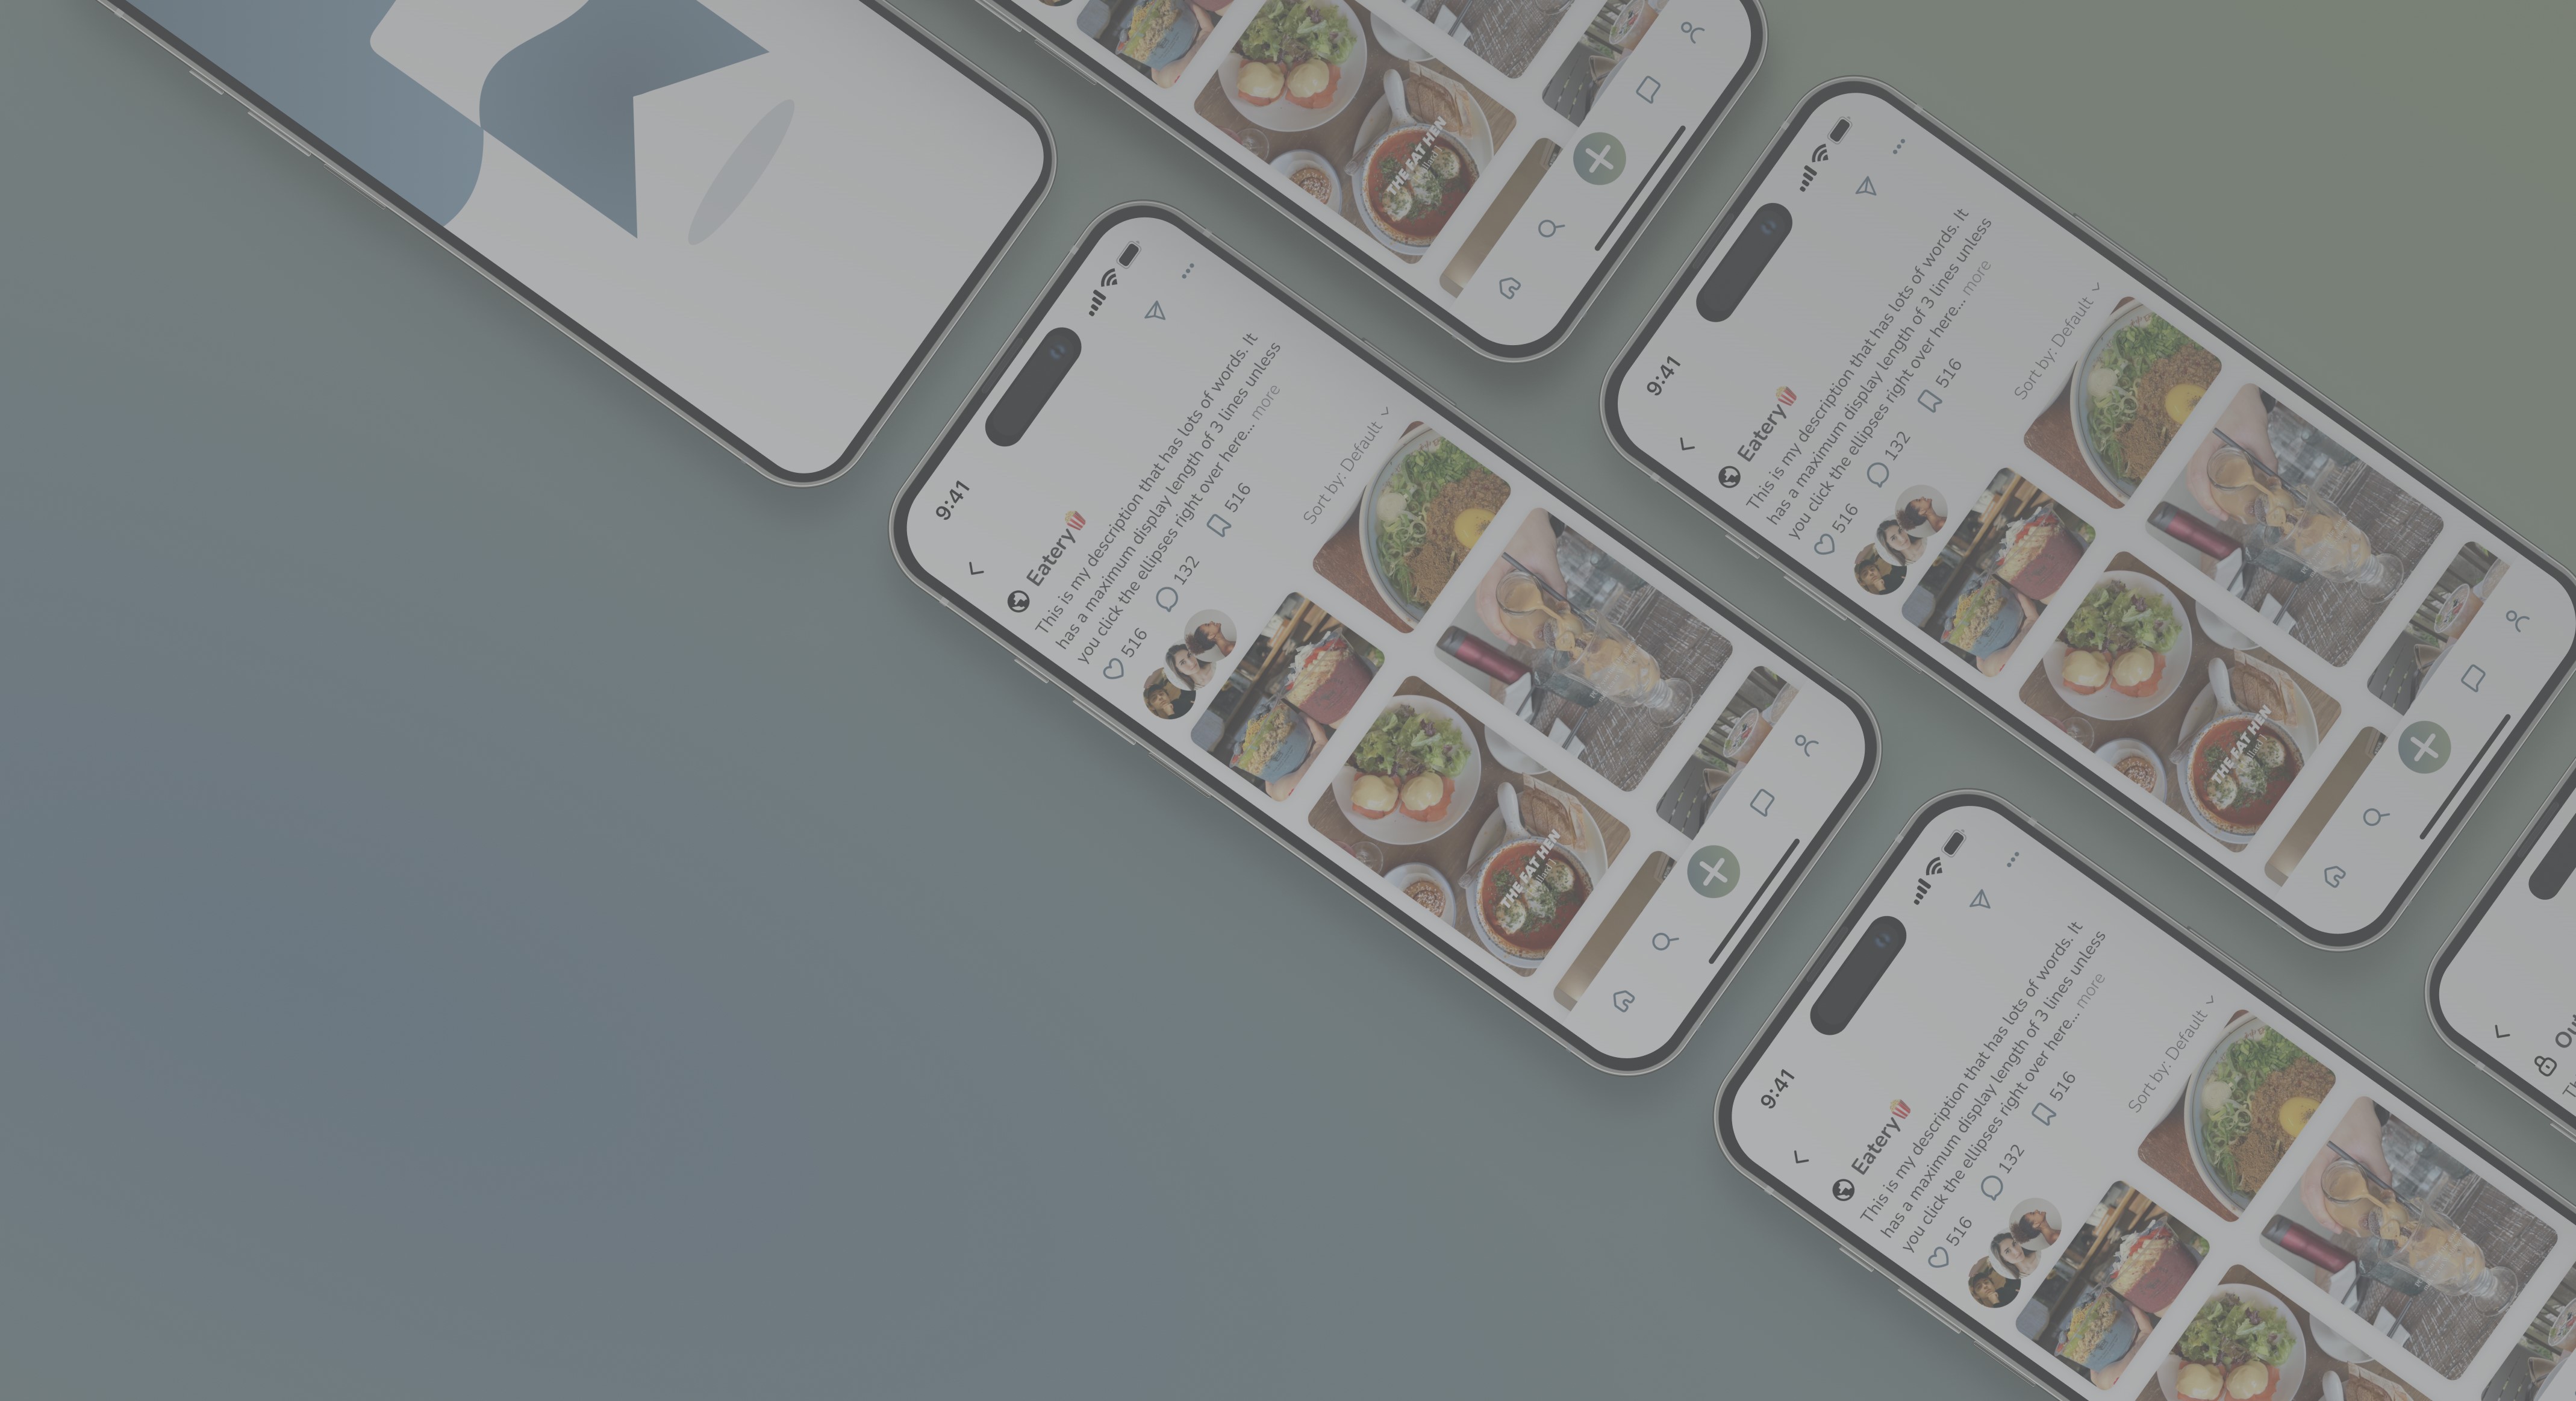 THE FAT HEN
9:41
Eatery🍿
This is my description that has lots of words. It
has a maximum display length of 3 lines unless
you click the ellipses right over here... more
516 132 516
Sort by: Default
THE FAT HEN
9:41
Eatery🍿
This is my description that has lots of words. It
has a maximum display length of 3 lines unless
you click the ellipses right over here... more
516 132 516
Sort by: Default
THE FAT HEN
9:41
Eatery🍿
This is my description that has lots of words. It
has a maximum display length of 3 lines unless
you click the ellipses right over here... more
516 132 516
Sort by: Default